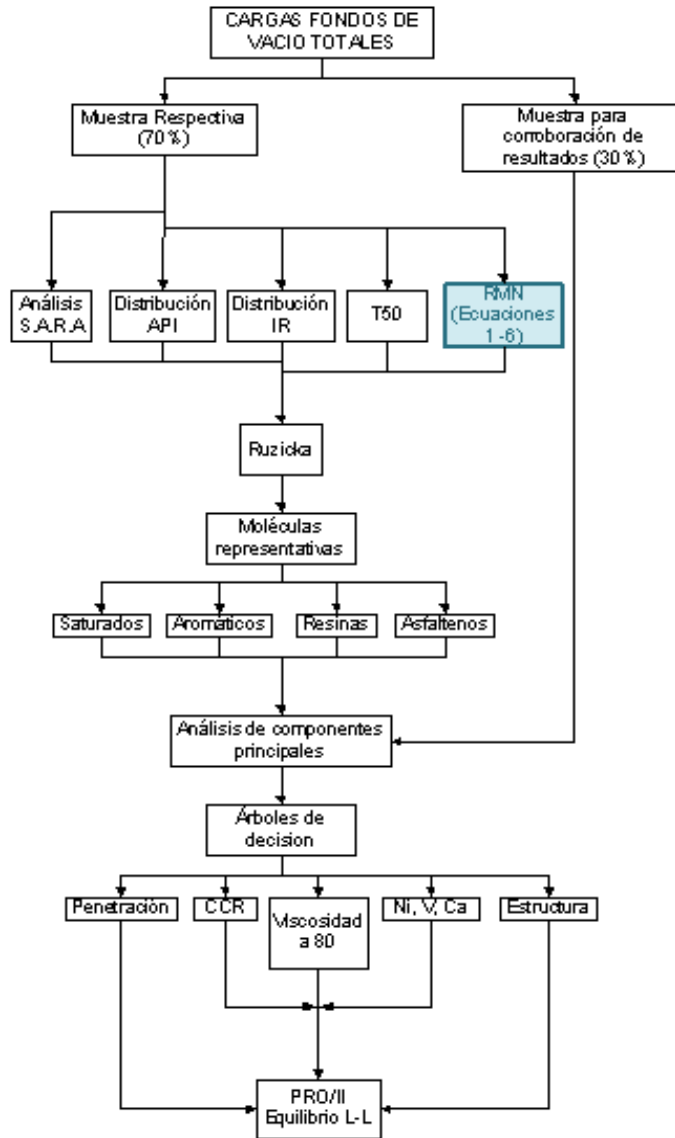 CARGAS FONDOS DE
VACIO TOTALES
Muestra Respectiva
(70%)
Muestra para
corroboración de
resultados (30%)
Análisis
S.A.R.A
Distribución
API
Distribución
IR
T50
RMN
(Ecuaciones
1-6)
Ruzicka
Moléculas
representativas
Saturados
Aromáticos
Resinas
Asfaltenos
Análisis de componentes
principales
Árboles de
decision
Penetración
CCR
Viscosidad
a 80
Ni, V, Ca
Estructura
PRO/II
Equilibrio L-L